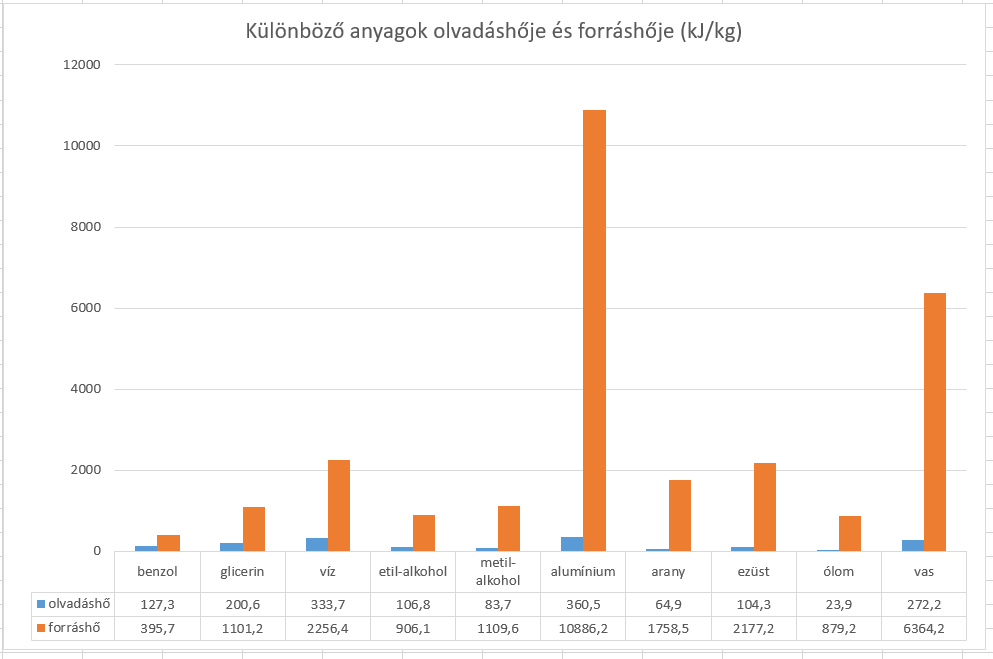 Különböző anyagok olvadáshője és forráshője (kJ/kg)
12000
10000
8000
6000
4000
2000
0
benzol glicerin víz etil-alkohol metil-alkohol alumínium arany ezüst ólom vas
olvadáshő 127,3 200,6 333,7 106,8 83,7 360,5 64,9 104,3 23,9 272,2
forráshő 395,7 1101,2 2256,4 906,1 1109,6 10886,2 1758,5 2177,2 879,2 6364,2